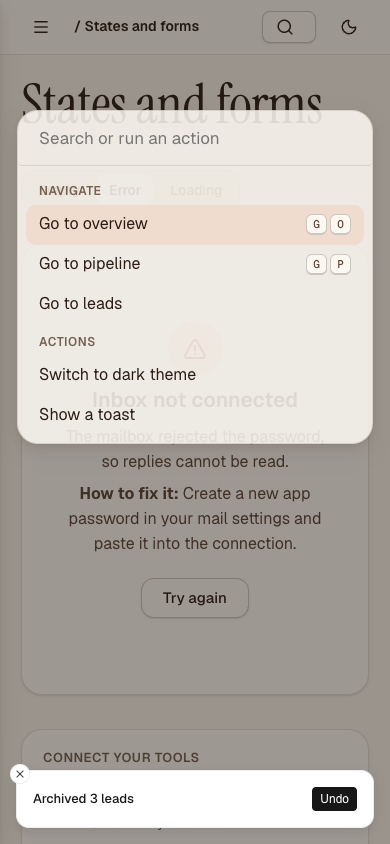 / States and forms
States and forms
Search or run an action
Error
Loading
NAVIGATE
Go to overview G O
Go to pipeline G P
Go to leads
ACTIONS
Switch to dark theme
Show a toast
Inbox not connected
The mailbox rejected the password,
so replies cannot be read.
How to fix it: Create a new app
password in your mail settings and
paste it into the connection.
Try again
CONNECT YOUR TOOLS
Archived 3 leads
Undo